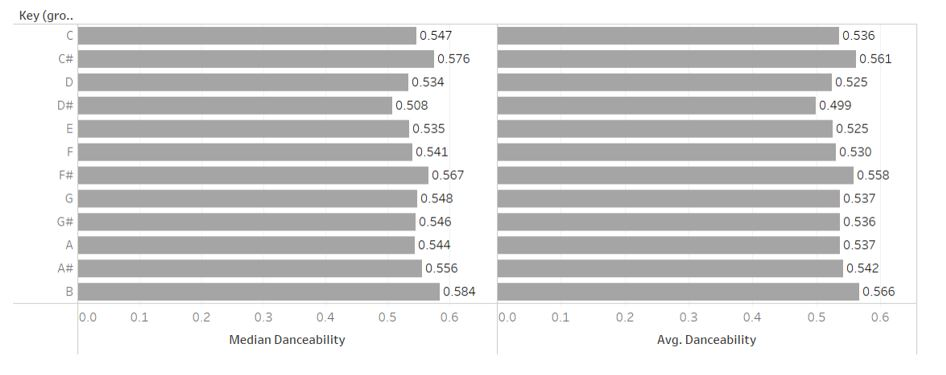 Key (gro..
C 0.547 0.536
C# 0.576 0.561
D 0.534 0.525
D# 0.508 0.499
E 0.535 0.525
F 0.541 0.530
F# 0.567 0.558
G 0.548 0.537
G# 0.546 0.536
A 0.544 0.537
A# 0.556 0.542
B 0.584 0.566
0.0 0.1 0.2 0.3 0.4 0.5 0.6 0.0 0.1 0.2 0.3 0.4 0.5 0.6
Median Danceability Avg. Danceability